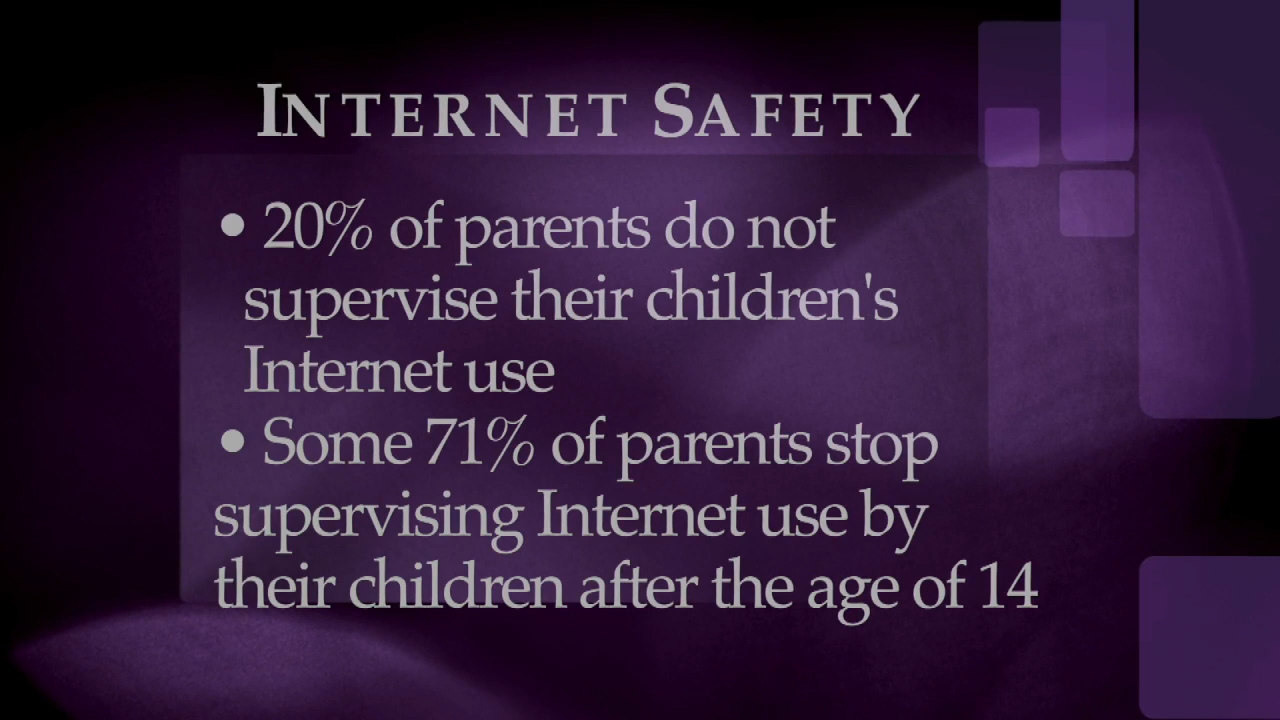 INTERNET SAFETY
• 20% of parents do not
supervise their children's
Internet use
• Some 71% of parents stop
supervising Internet use by
their children after the age of 14